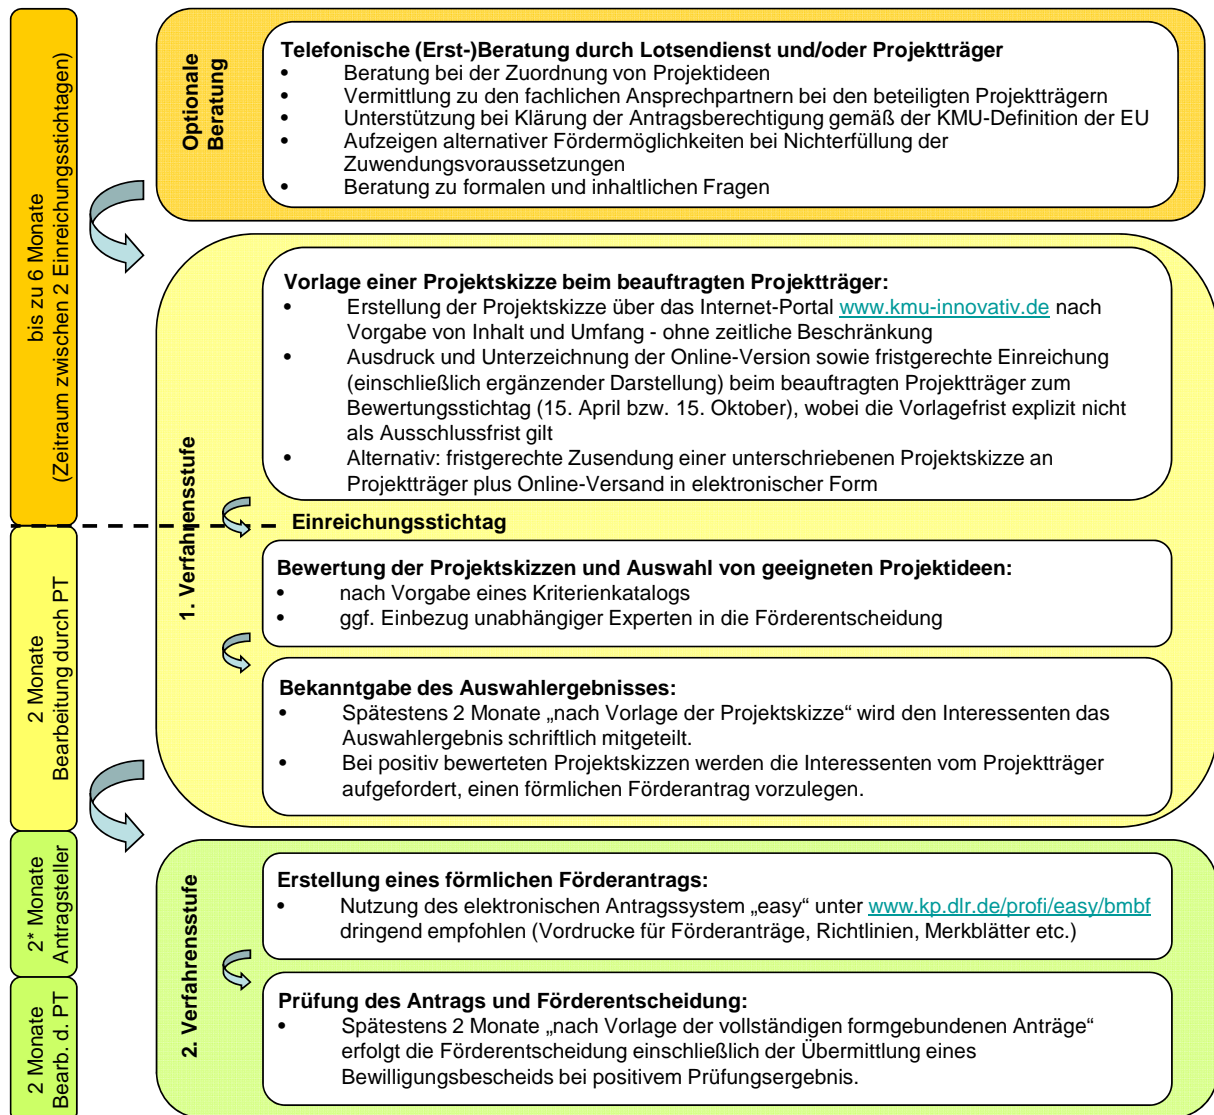 bis zu 6 Monate
(Zeitraum zwischen 2 Einreichungsstichtagen)
2 Monate
Bearbeitung durch PT
2* Monate
Antragsteller
2 Monate
Bearb. d. PT
Optionale
Beratung
Telefonische (Erst-)Beratung durch Lotsendienst und/oder Projektträger
• Beratung bei der Zuordnung von Projektideen
• Vermittlung zu den fachlichen Ansprechpartnern bei den beteiligten Projektträgern
• Unterstützung bei Klärung der Antragsberechtigung gemäß der KMU-Definition der EU
• Aufzeigen alternativer Fördermöglichkeiten bei Nichterfüllung der
Zuwendungsvoraussetzungen
• Beratung zu formalen und inhaltlichen Fragen
1. Verfahrensstufe
Vorlage einer Projektskizze beim beauftragten Projektträger:
• Erstellung der Projektskizze über das Internet-Portal www.kmu-innovativ.de nach
Vorgabe von Inhalt und Umfang - ohne zeitliche Beschränkung
• Ausdruck und Unterzeichnung der Online-Version sowie fristgerechte Einreichung
(einschließlich ergänzender Darstellung) beim beauftragten Projektträger zum
Bewertungsstichtag (15. April bzw. 15. Oktober), wobei die Vorlagefrist explizit nicht
als Ausschlussfrist gilt
• Alternativ: fristgerechte Zusendung einer unterschriebenen Projektskizze an
Projektträger plus Online-Versand in elektronischer Form
Einreichungsstichtag
Bewertung der Projektskizzen und Auswahl von geeigneten Projektideen:
• nach Vorgabe eines Kriterienkatalogs
• ggf. Einbezug unabhängiger Experten in die Förderentscheidung
Bekanntgabe des Auswahlergebnisses:
• Spätestens 2 Monate „nach Vorlage der Projektskizze“ wird den Interessenten das
Auswahlergebnis schriftlich mitgeteilt.
• Bei positiv bewerteten Projektskizzen werden die Interessenten vom Projektträger
aufgefordert, einen förmlichen Förderantrag vorzulegen.
2. Verfahrensstufe
Erstellung eines förmlichen Förderantrags:
• Nutzung des elektronischen Antragssystem „easy“ unter www.kp.dlr.de/profi/easy/bmbf
dringend empfohlen (Vordrucke für Förderanträge, Richtlinien, Merkblätter etc.)
Prüfung des Antrags und Förderentscheidung:
• Spätestens 2 Monate „nach Vorlage der vollständigen formgebundenen Anträge“
erfolgt die Förderentscheidung einschließlich der Übermittlung eines
Bewilligungsbescheids bei positivem Prüfungsergebnis.